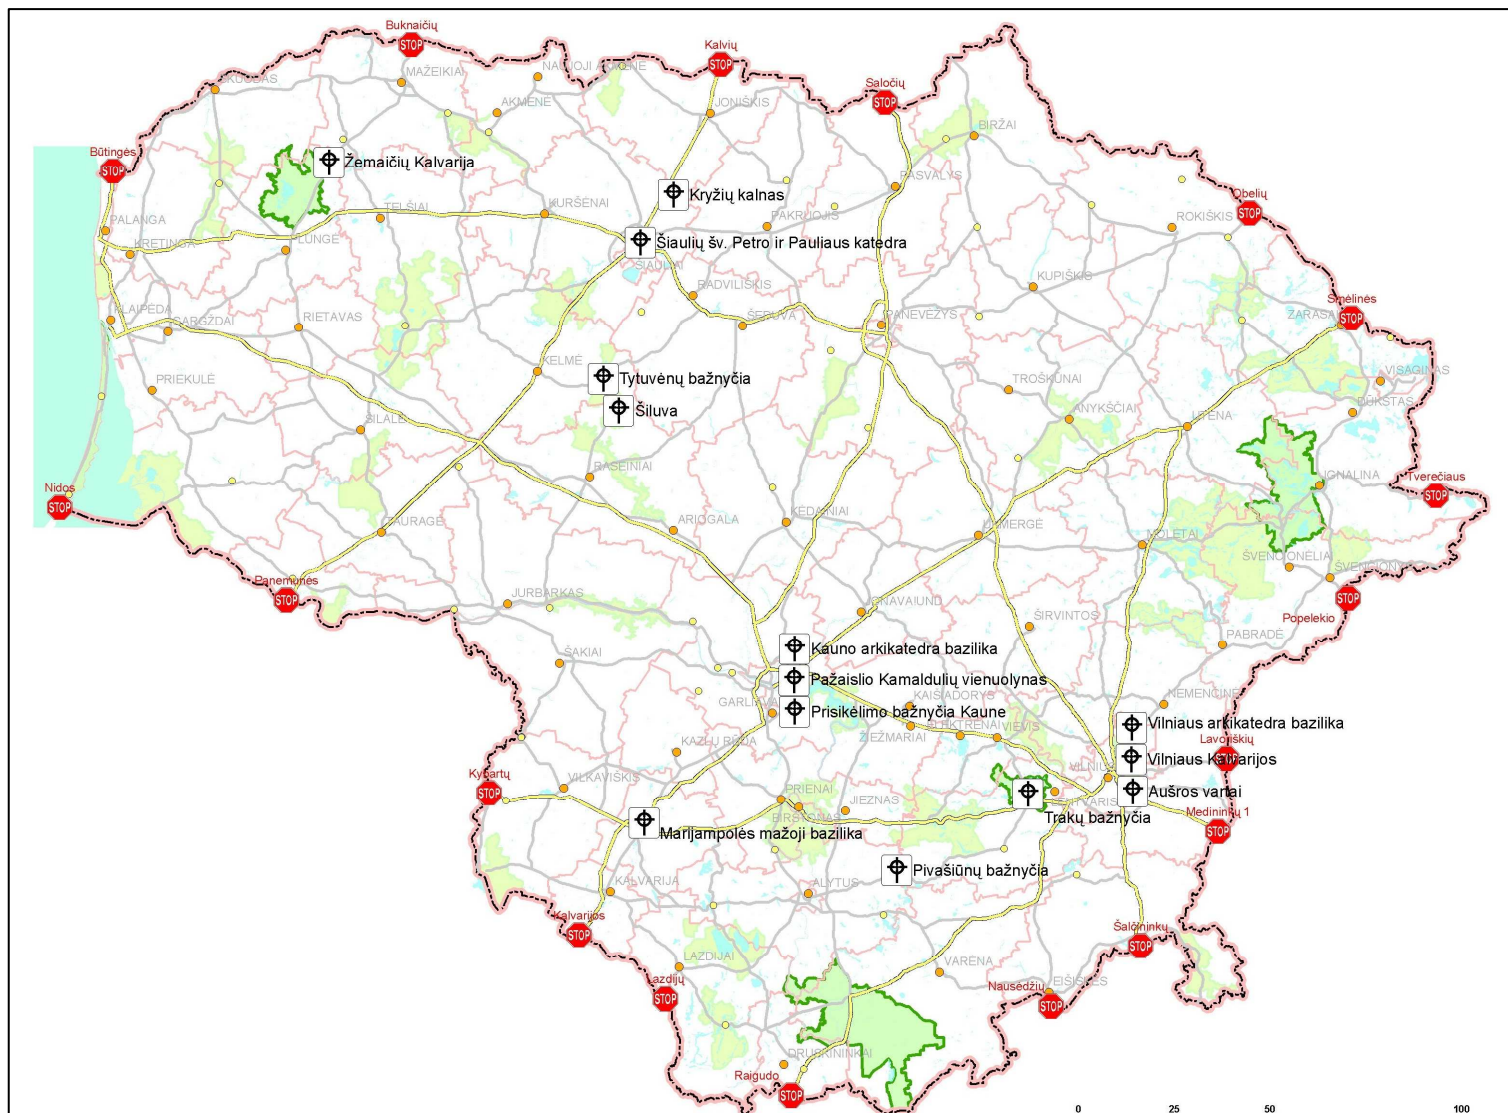 Buknaičių
STOP
Kalvių
STOP
MAŽEIKIAI
NAUJOJI AKMENĖ
SKUODAS
Saločių
STOP
AKMENĖ
JONIŠKIS
BIRŽAI
Būtingės
STOP
Žemaičių Kalvarija
Kryžių kalnas
PASVALYS
Obelių
STOP
PALANGA
TELŠIAI
KURŠĖNAI
PAKRUOJIS
ROKIŠKIS
KRETINGA
PLUNGĖ
Šiaulių šv. Petro ir Pauliaus katedra
ŠIAULIAI
KUPIŠKIS
RADVILIŠKIS
Smėlinės
STOP
KLAIPĖDA
GARGŽDAI
RIETAVAS
ŠEDUVA
PANEVĖŽYS
ZARASAI
KELMĖ
Tytuvėnų bažnyčia
TROŠKŪNAI
VISAGINAS
PRIEKULĖ
Šiluva
ANYKŠČIAI
UTENA
DŪKŠTAS
ŠILALĖ
RASEINIAI
IGNALINA
Tverečiaus
STOP
Nidos
STOP
TAURAGĖ
ARIOGALA
KĖDAINIAI
UKMERGĖ
MOLĖTAI
ŠVENČIONĖLIAI
ŠVENČIONYS
Panemunės
STOP
JURBARKAS
JONAVA
ŠIRVINTOS
Popelekio
STOP
ŠAKIAI
Kauno arkikatedra bazilika
PABRADĖ
Pažaislio Kamaldulių vienuolynas
GARLIAVA
KAIŠIADORYS
NEMENČINĖ
Prisikėlimo bažnyčia Kaune
ELEKTRĖNAI
VIEVIS
Vilniaus arkikatedra bazilika
ŽIEŽMARIAI
Lavoriškių
STOP
KAZLŲ RŪDA
Vilniaus Kalvarijos
Kybartų
STOP
VILKAVIŠKIS
VILNIUS
Aušros vartai
PRIENAI
JIEZNAS
LENTVARIS
Medininkų 1
STOP
BIRŠTONAS
Trakų bažnyčia
Marijampolės mažoji bazilika
Pivašiūnų bažnyčia
KALVARIJA
ALYTUS
Kalvarijos
STOP
Šalčininkų
STOP
LAZDIJAI
VARĖNA
Lazdijų
STOP
EIŠIŠKĖS
Nausėdžių
STOP
DRUSKININKAI
Raigudo
STOP
0 25 50 100